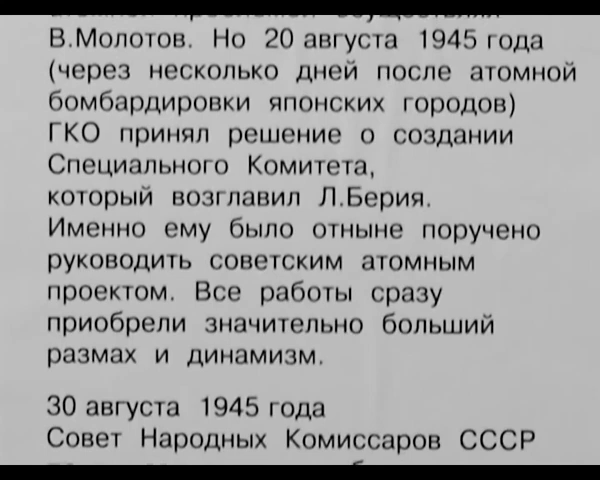 В.Молотов. Но 20 августа 1945 года
(через несколько дней после атомной
бомбардировки японских городов)
ГКО принял решение о создании
Специального Комитета,
который возглавил Л.Берия.
Именно ему было отныне поручено
руководить советским атомным
проектом. Все работы сразу
приобрели значительно больший
размах и динамизм.
30 августа 1945 года
Совет Народных Комиссаров СССР